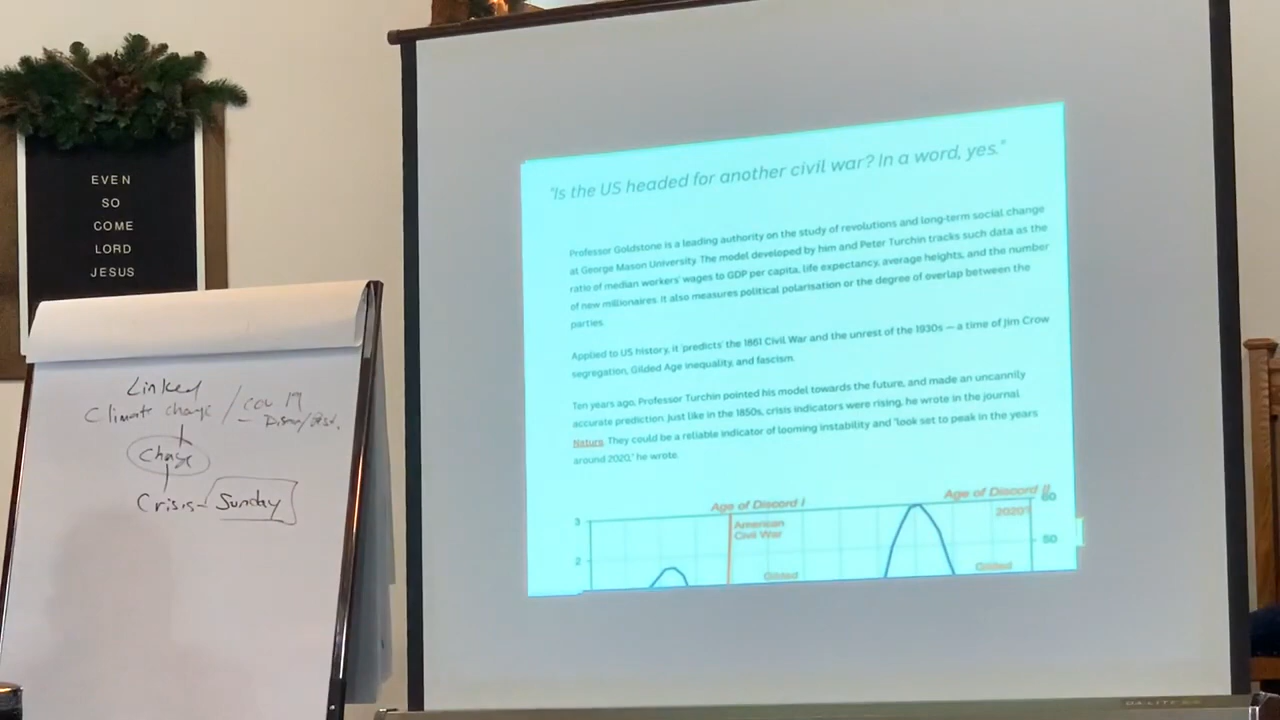 EVEN
SO
COME
LORD
JESUS
Linked
Climate change / cov 19
Crisis - Sunday
"Is the US headed for another civil war? In a word, yes."
Professor Goldstone is a leading authority on the study of revolutions and long-term social change
at George Mason University. The model developed by him and Peter Turchin tracks such data as the
ratio of median workers' wages to GDP per capita, life expectancy, average heights, and the number
of new millionaires. It also measures political polarisation or the degree of overlap between the
parties.
Applied to US history, it 'predicts' the 1861 Civil War and the unrest of the 1930s — a time of Jim Crow
segregation, Gilded Age inequality, and fascism.
Ten years ago, Professor Turchin pointed his model towards the future, and made an uncannily
accurate prediction. Just like in the 1850s, crisis indicators were rising, he wrote in the journal
Nature. They could be a reliable indicator of looming instability and "look set to peak in the years
around 2020," he wrote.
Age of Discord I
Age of Discord II
3
American
Civil War
2020?
60
50
2
Gilded
Gilded
DA-LITE